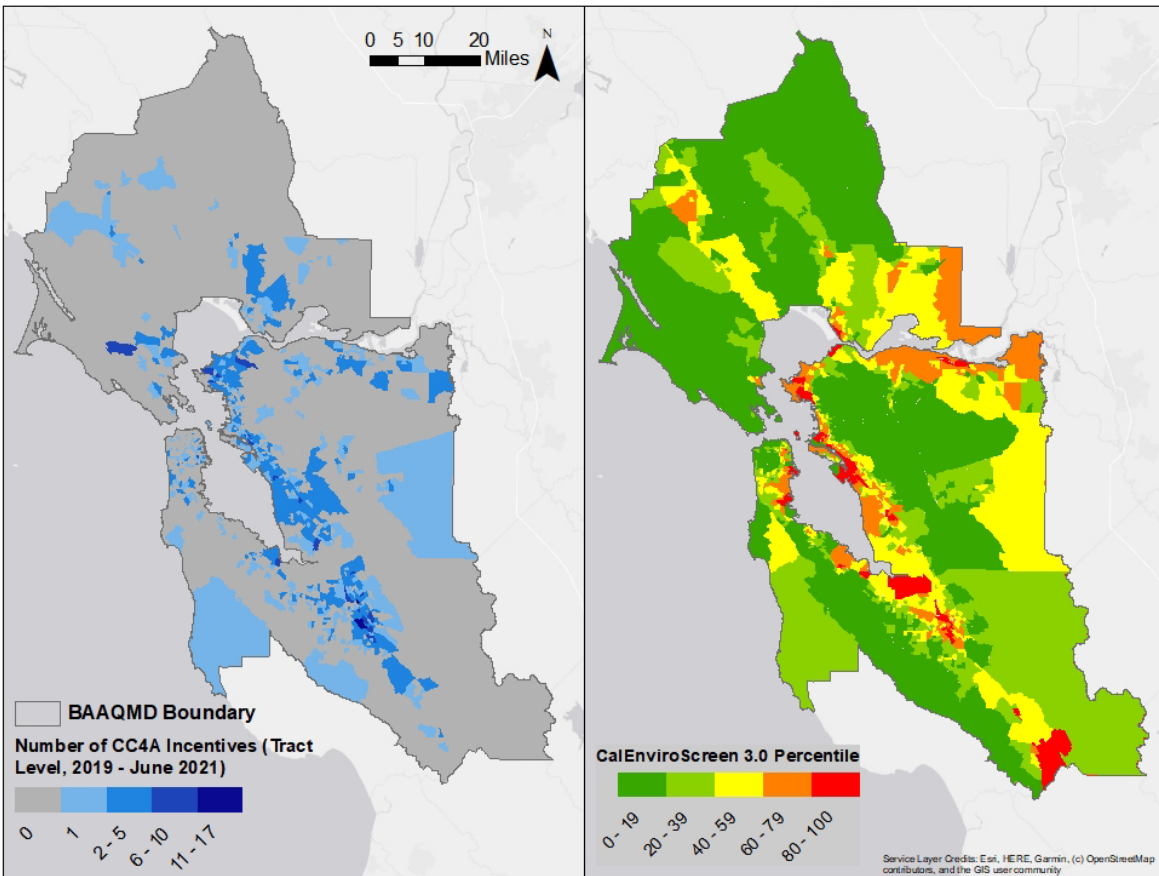 0 5 10 20
Miles
N
BAAQMD Boundary
Number of CC4A Incentives (Tract
Level, 2019 - June 2021)
0
1
2 - 5
6 - 10
11 - 17
CalEnviroScreen 3.0 Percentile
0 - 19
20 - 39
40 - 59
60 - 79
80 - 100
Service Layer Credits: Esri, HERE, Garmin, (c) OpenStreetMap
contributors, and the GIS user community